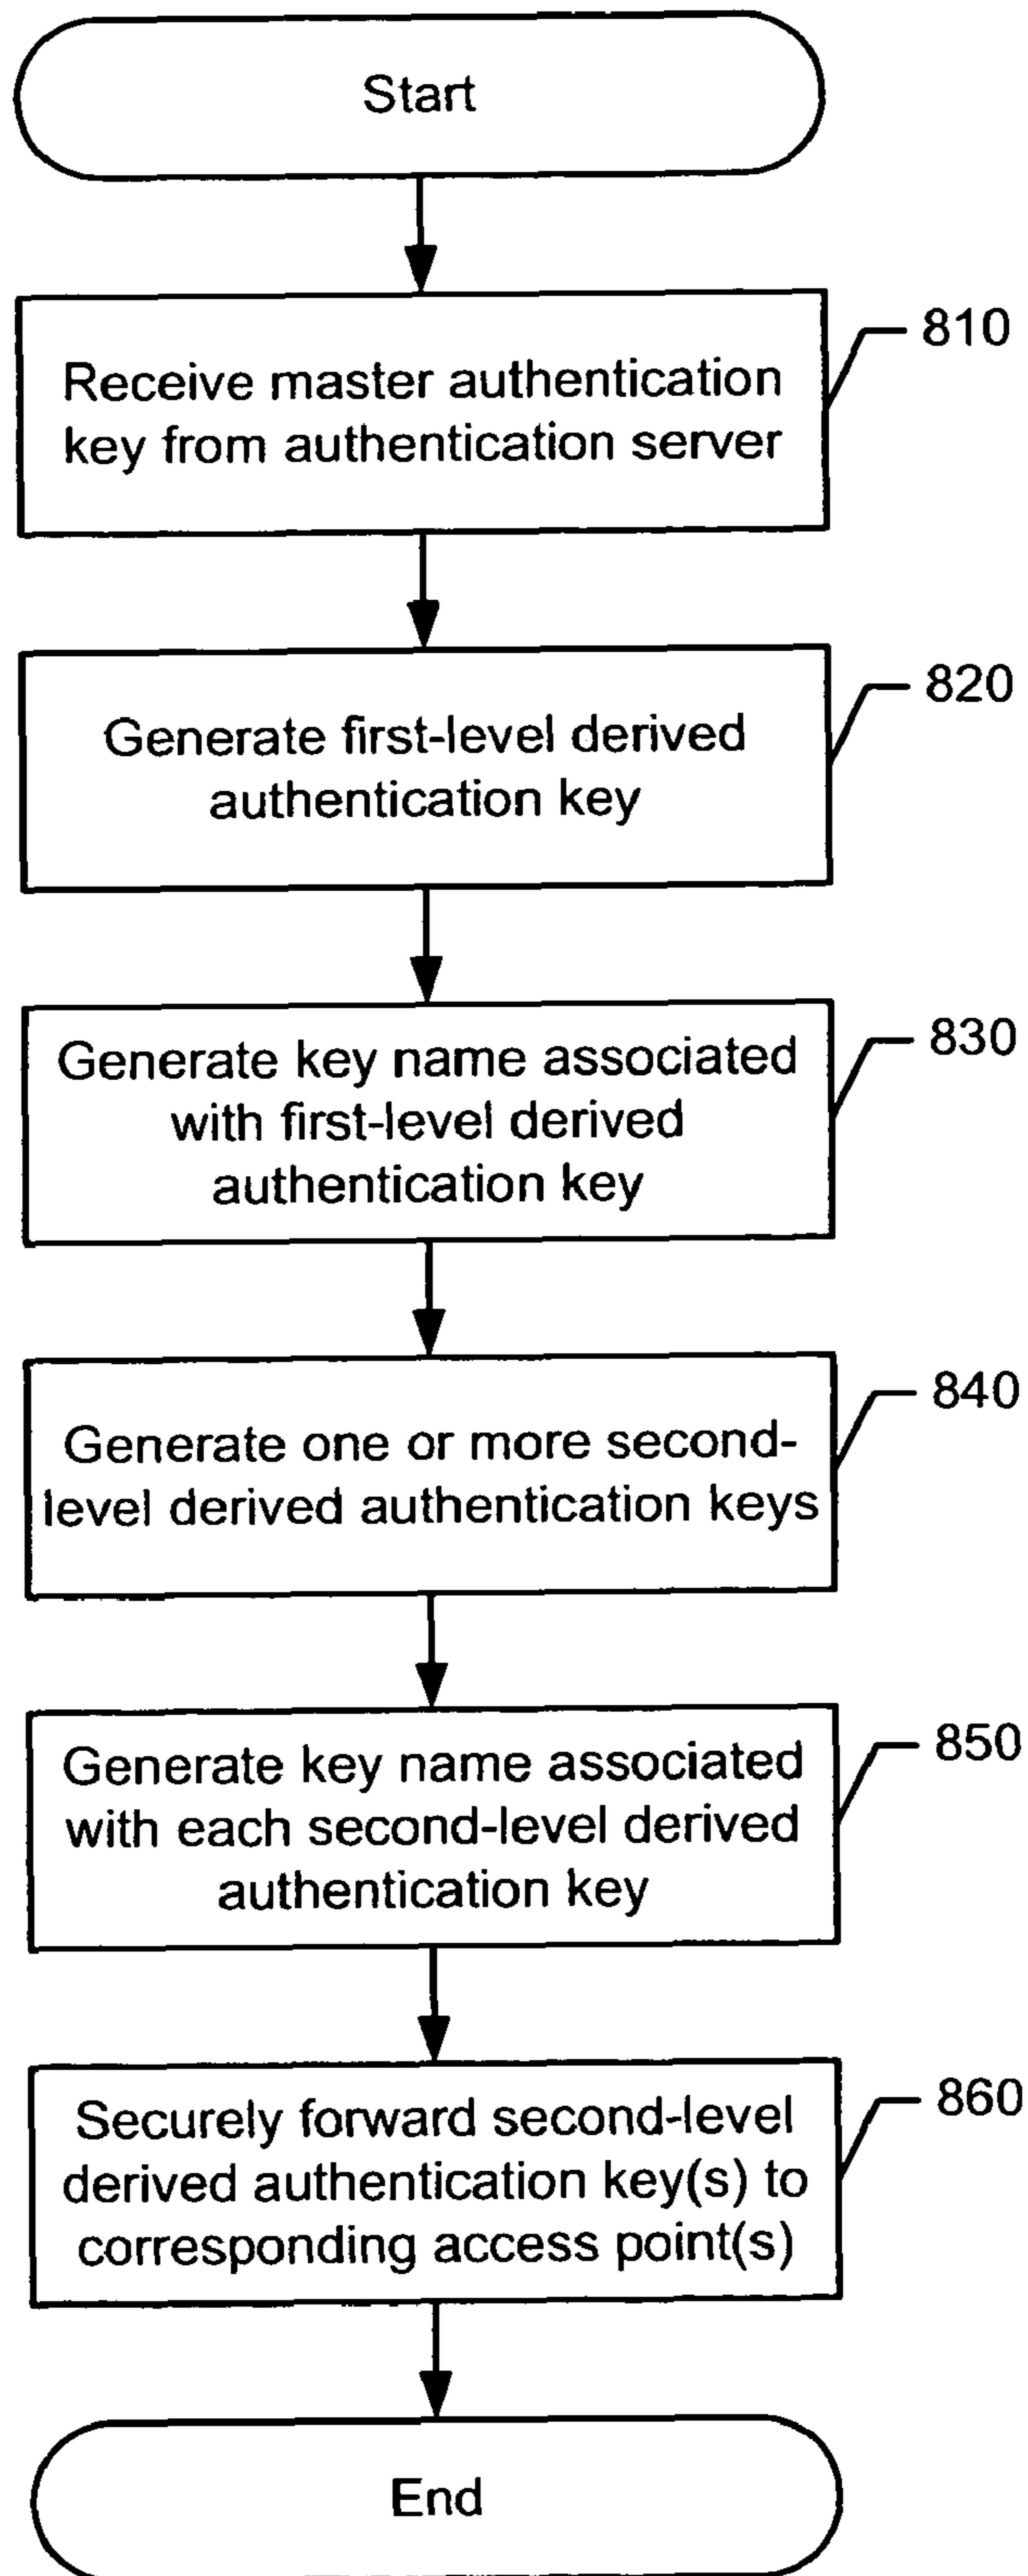 Start
810
Receive master authentication
key from authentication server
820
Generate first-level derived
authentication key
830
Generate key name associated
with first-level derived
authentication key
840
Generate one or more second-
level derived authentication keys
850
Generate key name associated
with each second-level derived
authentication key
860
Securely forward second-level
derived authentication key(s) to
corresponding access point(s)
End